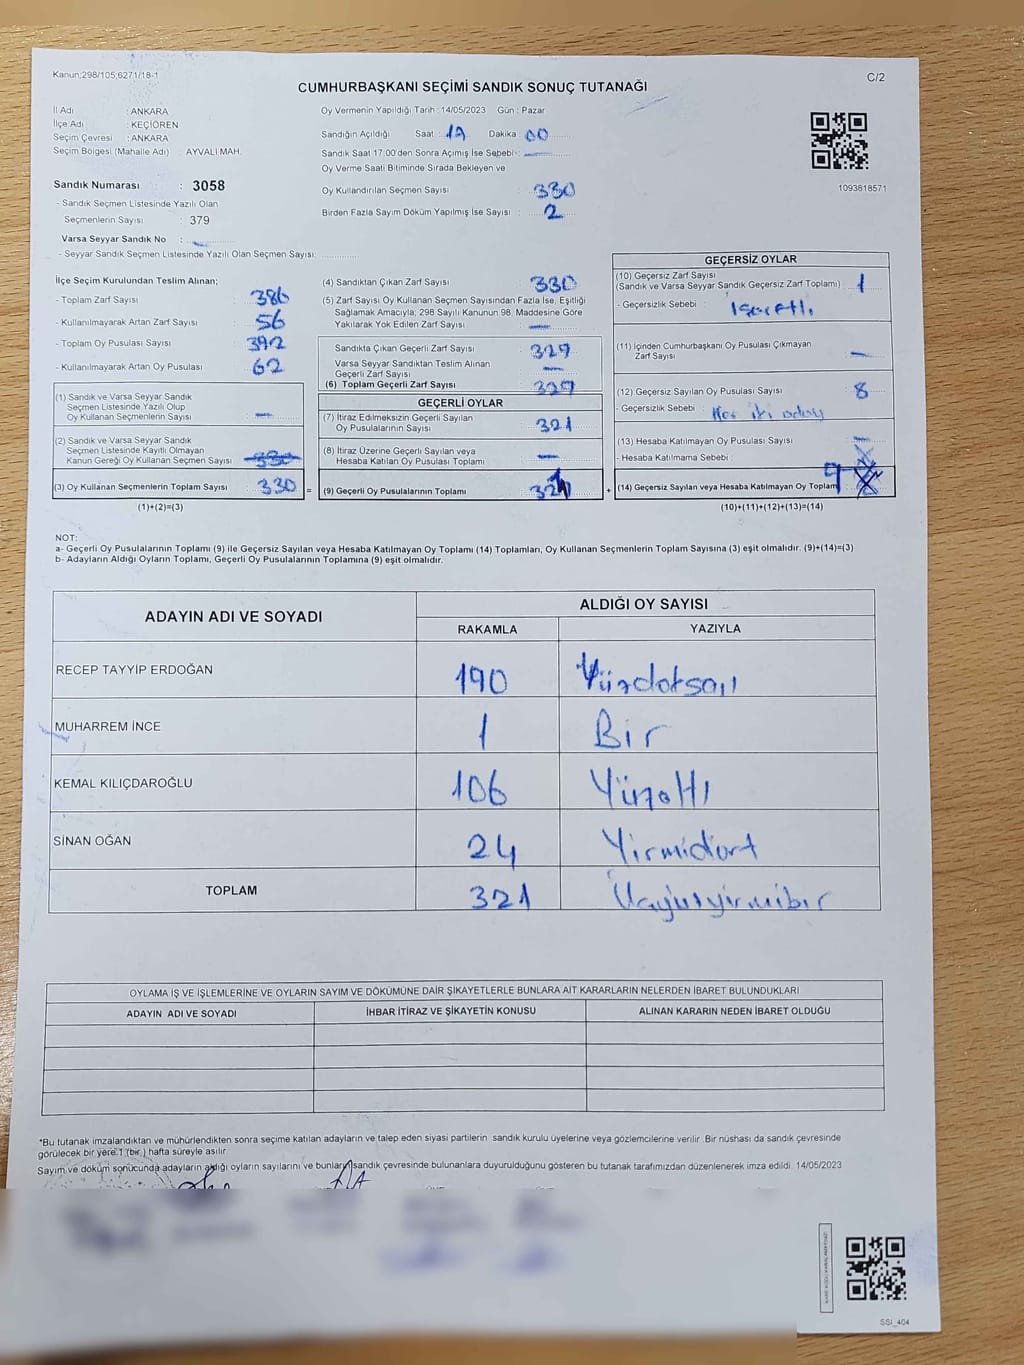 Kanun;298/105;6271/18-1
C/2
CUMHURBAŞKANI SEÇİMİ SANDIK SONUÇ TUTANAĞI
İl Adı : ANKARA
İlçe Adı : KEÇİÖREN
Seçim Çevresi : ANKARA
Seçim Bölgesi (Mahalle Adı) : AYVALI MAH.
Sandık Numarası : 3058
- Sandık Seçmen Listesinde Yazılı Olan
Seçmenlerin Sayısı : 379
Varsa Seyyar Sandık No :
- Seyyar Sandık Seçmen Listesinde Yazılı Olan Seçmen Sayısı:
Oy Vermenin Yapıldığı Tarih : 14/05/2023 Gün : Pazar
Sandığın Açıldığı Saat : 17 Dakika 00
Sandık Saat 17:00'den Sonra Açımış İse Sebebi :
Oy Verme Saati Bitiminde Sırada Bekleyen ve
Oy Kullandırılan Seçmen Sayısı : 330
Birden Fazla Sayım Döküm Yapılmış İse Sayısı : 2
1093818571
İlçe Seçim Kurulundan Teslim Alınan;
- Toplam Zarf Sayısı : 386
- Kullanılmayarak Artan Zarf Sayısı : 56
- Toplam Oy Pusulası Sayısı : 392
- Kullanılmayarak Artan Oy Pusulası : 62
(1) Sandık ve Varsa Seyyar Sandık
Seçmen Listesinde Yazılı Olup
Oy Kullanan Seçmenlerin Sayısı : —
(2) Sandık ve Varsa Seyyar Sandık
Seçmen Listesinde Kayıtlı Olmayan
Kanun Gereği Oy Kullanan Seçmen Sayısı : 330
(3) Oy Kullanan Seçmenlerin Toplam Sayısı : 330 =
(1)+(2)=(3)
(4) Sandıktan Çıkan Zarf Sayısı : 330
(5) Zarf Sayısı Oy Kullanan Seçmen Sayısından Fazla İse, Eşitliği
Sağlamak Amacıyla; 298 Sayılı Kanunun 98. Maddesine Göre
Yakılarak Yok Edilen Zarf Sayısı : —
Sandıkta Çıkan Geçerli Zarf Sayısı : 329
Varsa Seyyar Sandıktan Teslim Alınan
Geçerli Zarf Sayısı : —
(6) Toplam Geçerli Zarf Sayısı : 329
GEÇERLİ OYLAR
(7) İtiraz Edilmeksizin Geçerli Sayılan
Oy Pusulalarının Sayısı : 321
(8) İtiraz Üzerine Geçerli Sayılan veya
Hesaba Katılan Oy Pusulası Toplamı : —
(9) Geçerli Oy Pusulalarının Toplamı : 321 +
GEÇERSİZ OYLAR
(10) Geçersiz Zarf Sayısı
(Sandık ve Varsa Seyyar Sandık Geçersiz Zarf Toplamı) : 1
- Geçersizlik Sebebi : İşaretli
(11) İçinden Cumhurbaşkanı Oy Pusulası Çıkmayan
Zarf Sayısı : —
(12) Geçersiz Sayılan Oy Pusulası Sayısı : 8
- Geçersizlik Sebebi : Her iki aday
(13) Hesaba Katılmayan Oy Pusulası Sayısı : —
- Hesaba Katılmama Sebebi :
(14) Geçersiz Sayılan veya Hesaba Katılmayan Oy Toplamı 9
(10)+(11)+(12)+(13)=(14)
NOT:
a- Geçerli Oy Pusulalarının Toplamı (9) ile Geçersiz Sayılan veya Hesaba Katılmayan Oy Toplamı (14) Toplamları, Oy Kullanan Seçmenlerin Toplam Sayısına (3) eşit olmalıdır. (9)+(14)=(3)
b- Adayların Aldığı Oyların Toplamı, Geçerli Oy Pusulalarının Toplamına (9) eşit olmalıdır.
ADAYIN ADI VE SOYADI
ALDIĞI OY SAYISI
RAKAMLA YAZIYLA
RECEP TAYYİP ERDOĞAN 190 Yüzdoksan
MUHARREM İNCE 1 Bir
KEMAL KILIÇDAROĞLU 106 Yüzaltı
SİNAN OĞAN 24 Yirmidört
TOPLAM 321 Üçyüzyirmibir
OYLAMA İŞ VE İŞLEMLERİNE VE OYLARIN SAYIM VE DÖKÜMÜNE DAİR ŞİKAYETLERLE BUNLARA AİT KARARLARIN NELERDEN İBARET BULUNDUKLARI
ADAYIN ADI VE SOYADI İHBAR İTİRAZ VE ŞİKAYETİN KONUSU ALINAN KARARIN NEDEN İBARET OLDUĞU
*Bu tutanak imzalandıktan ve mühürlendikten sonra seçime katılan adayların ve talep eden siyasi partilerin sandık kurulu üyelerine veya gözlemcilerine verilir. Bir nüshası da sandık çevresinde
görülecek bir yere 1 (bir) hafta süreyle asılır.
Sayım ve döküm sonucunda adayların aldığı oyların sayılarını ve bunların sandık çevresinde bulunanlara duyurulduğunu gösteren bu tutanak tarafımızdan düzenlenerek imza edildi. 14/05/2023
SSI_404